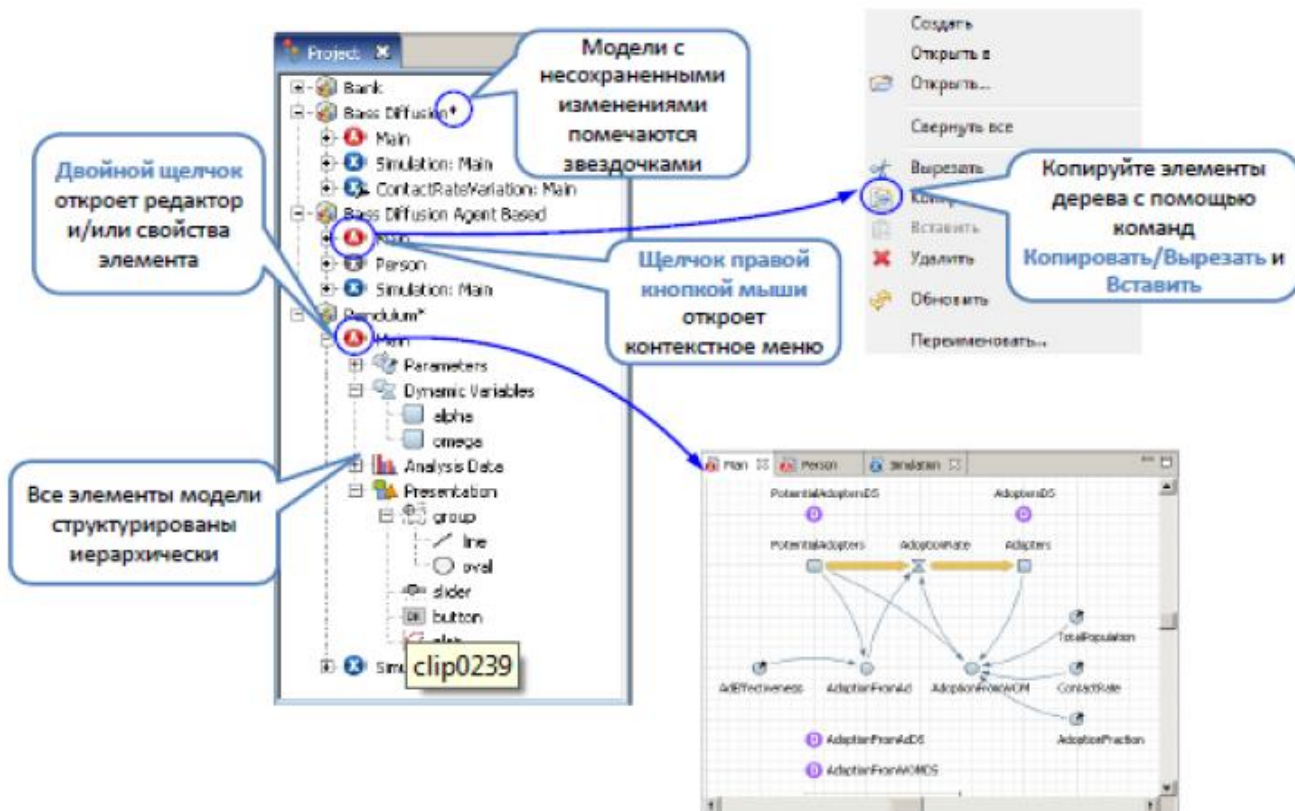 Project
Bank
Bass Diffusion*
Main
Simulation: Main
ContactRateVariation: Main
Bass Diffusion Agent Based
Main
Person
Simulation: Main
Pendulum*
Main
Parameters
Dynamic Variables
alpha
omega
Analysis Data
Presentation
group
line
oval
slider
button
clip0239
Модели с
несохраненными
изменениями
помечаются
звездочками
Двойной щелчок
откроет редактор
и/или свойства
элемента
Щелчок правой
кнопкой мыши
откроет
контекстное меню
Все элементы модели
структурированы
иерархически
Создать
Открыть в
Открыть...
Свернуть все
Вырезать
Вставить
Удалить
Обновить
Переименовать...
Копируйте элементы
дерева с помощью
команд
Копировать/Вырезать и
Вставить
Main
Person
Simulation
PotentialAdoptersDS
AdoptersDS
PotentialAdopters
AdoptionRate
Adopters
TotalPopulation
AdEffectiveness
AdoptionFromAd
AdoptionFromWOM
ContactRate
AdoptionFraction
AdoptionFromAdDS
AdoptionFromWOMDS